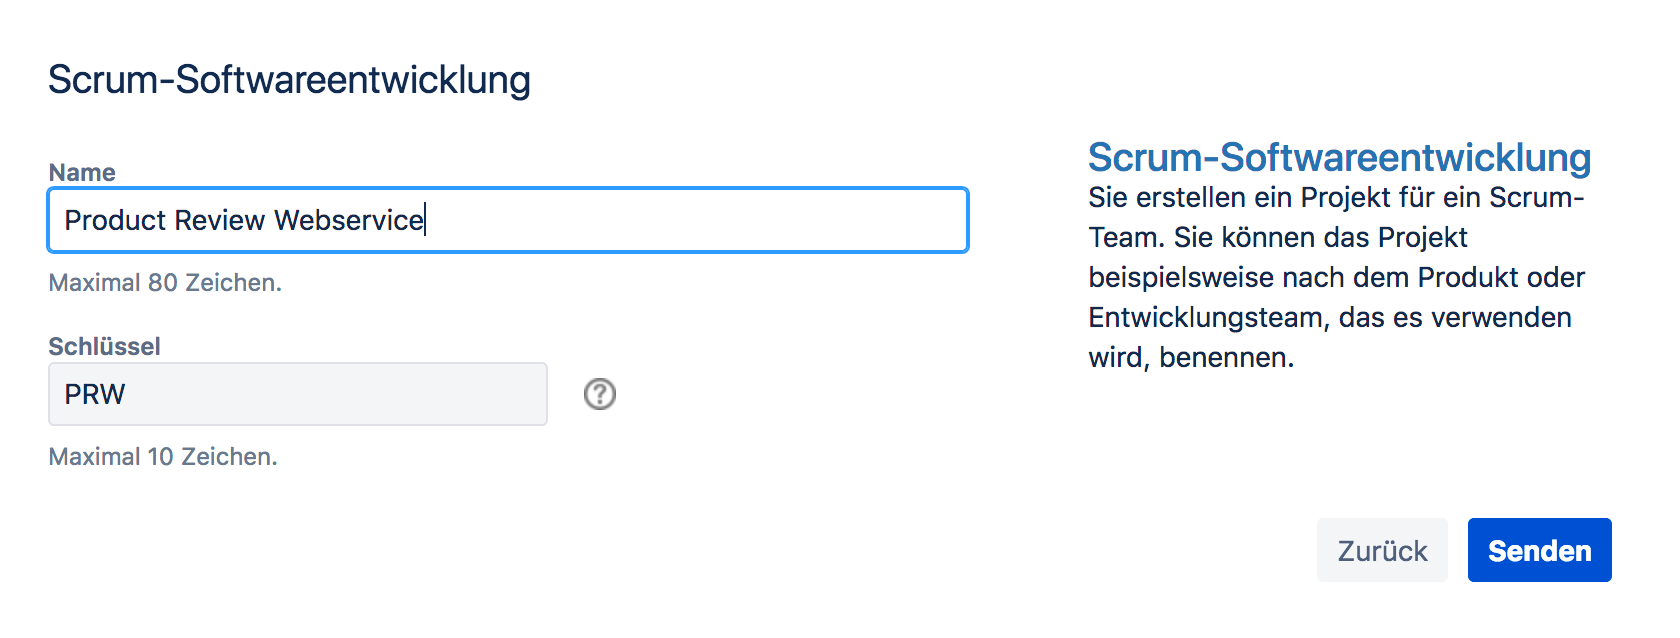 Scrum-Softwareentwicklung
Name
Product Review Webservice
Maximal 80 Zeichen.
Schlüssel
PRW
?
Maximal 10 Zeichen.
Scrum-Softwareentwicklung
Sie erstellen ein Projekt für ein Scrum-
Team. Sie können das Projekt
beispielsweise nach dem Produkt oder
Entwicklungsteam, das es verwenden
wird, benennen.
Zurück
Senden